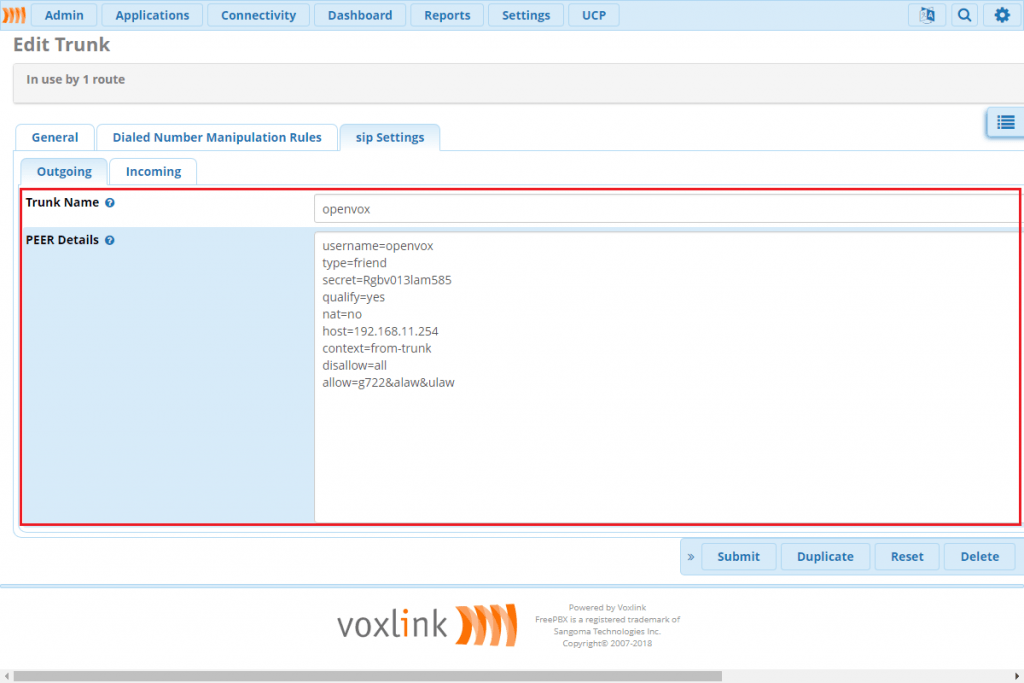 Admin Applications Connectivity Dashboard Reports Settings UCP
Edit Trunk
In use by 1 route
General Dialed Number Manipulation Rules sip Settings
Outgoing Incoming
Trunk Name
openvox
PEER Details
username=openvox
type=friend
secret=Rgbv013lam585
qualify=yes
nat=no
host=192.168.11.254
context=from-trunk
disallow=all
allow=g722&alaw&ulaw
» Submit Duplicate Reset Delete
voxlink
Powered by Voxlink
FreePBX is a registered trademark of
Sangoma Technologies Inc.
Copyright© 2007-2018